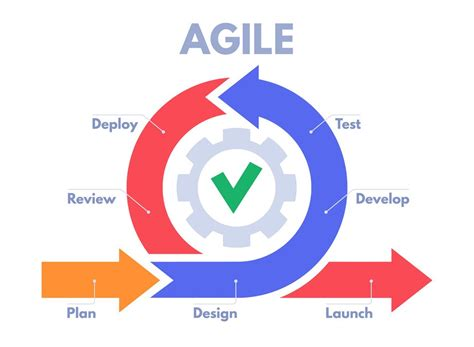 AGILE
Deploy
Test
Review
Develop
Plan
Design
Launch